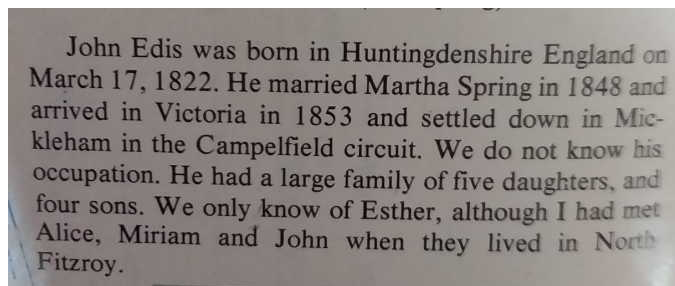 John Edis was born in Huntingdenshire England on
March 17, 1822. He married Martha Spring in 1848 and
arrived in Victoria in 1853 and settled down in Mic-
kleham in the Campelfield circuit. We do not know his
occupation. He had a large family of five daughters, and
four sons. We only know of Esther, although I had met
Alice, Miriam and John when they lived in North
Fitzroy.